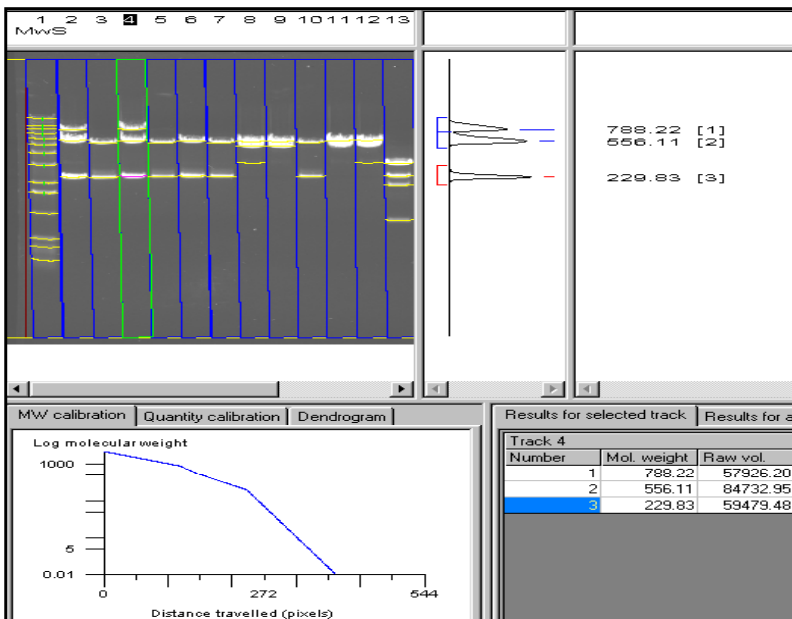 1 2 3 4 5 6 7 8 9 10 11 12 13
MwS
788.22 [1]
556.11 [2]
229.83 [3]
MW calibration Quantity calibration Dendrogram
Log molecular weight
1000
5
0.01
0 272 544
Distance travelled (pixels)
Results for selected track Results for a
Track 4
Number Mol. weight Raw vol.
1 788.22 57926.20
2 556.11 84732.95
3 229.83 59479.48